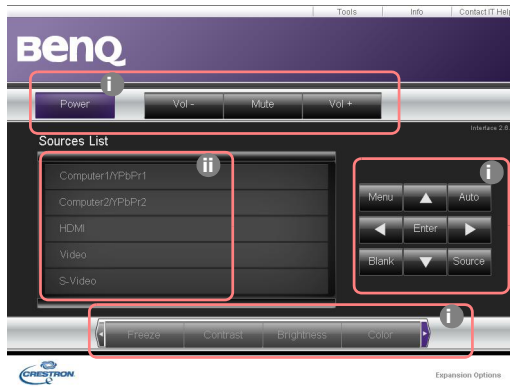 Tools Info Contact IT Help
BenQ
i
Power Vol - Mute Vol +
Interface 2.8.
Sources List
ii
i
Computer1/YPbPr1
Computer2/YPbPr2
HDMI
Video
S-Video
Menu Auto
Enter
Blank Source
i
Freeze Contrast Brightness Color
CRESTRON
Expansion Options